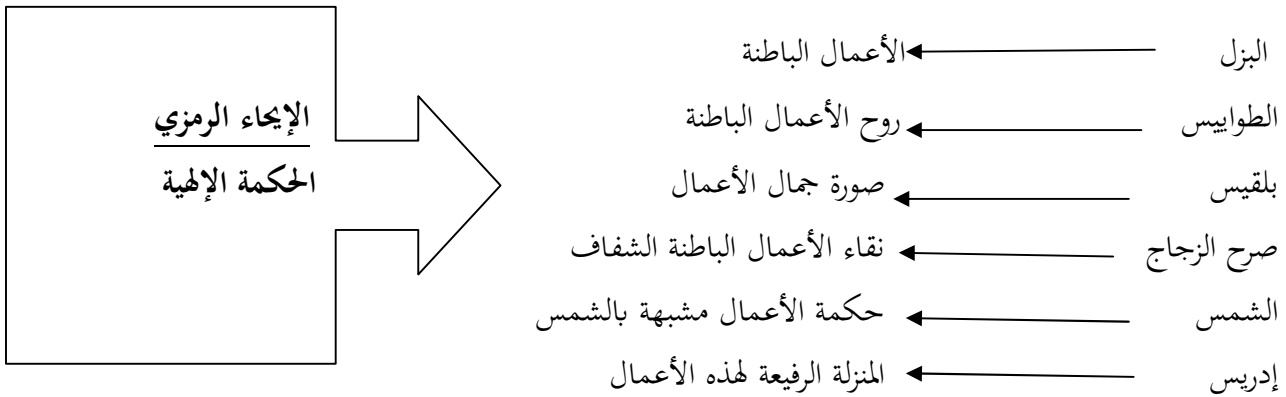 البزل الأعمال الباطنة
الطواييس روح الأعمال الباطنة
بلقيس صورة جمال الأعمال
صرح الزجاج نقاء الأعمال الباطنة الشفاف
الشمس حكمة الأعمال مشبهة بالشمس
إدريس المنزلة الرفيعة لهذه الأعمال
الإيحاء الرمزي
الحكمة الإلهية